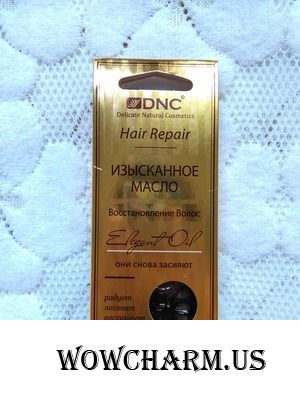 DNC
Delicate Natural Cosmetics
Hair Repair
ИЗЫСКАННОЕ
МАСЛО
Восстановление Волос
Elegant Oil
они снова засияют
радует
ласкает
WOWCHARM.US